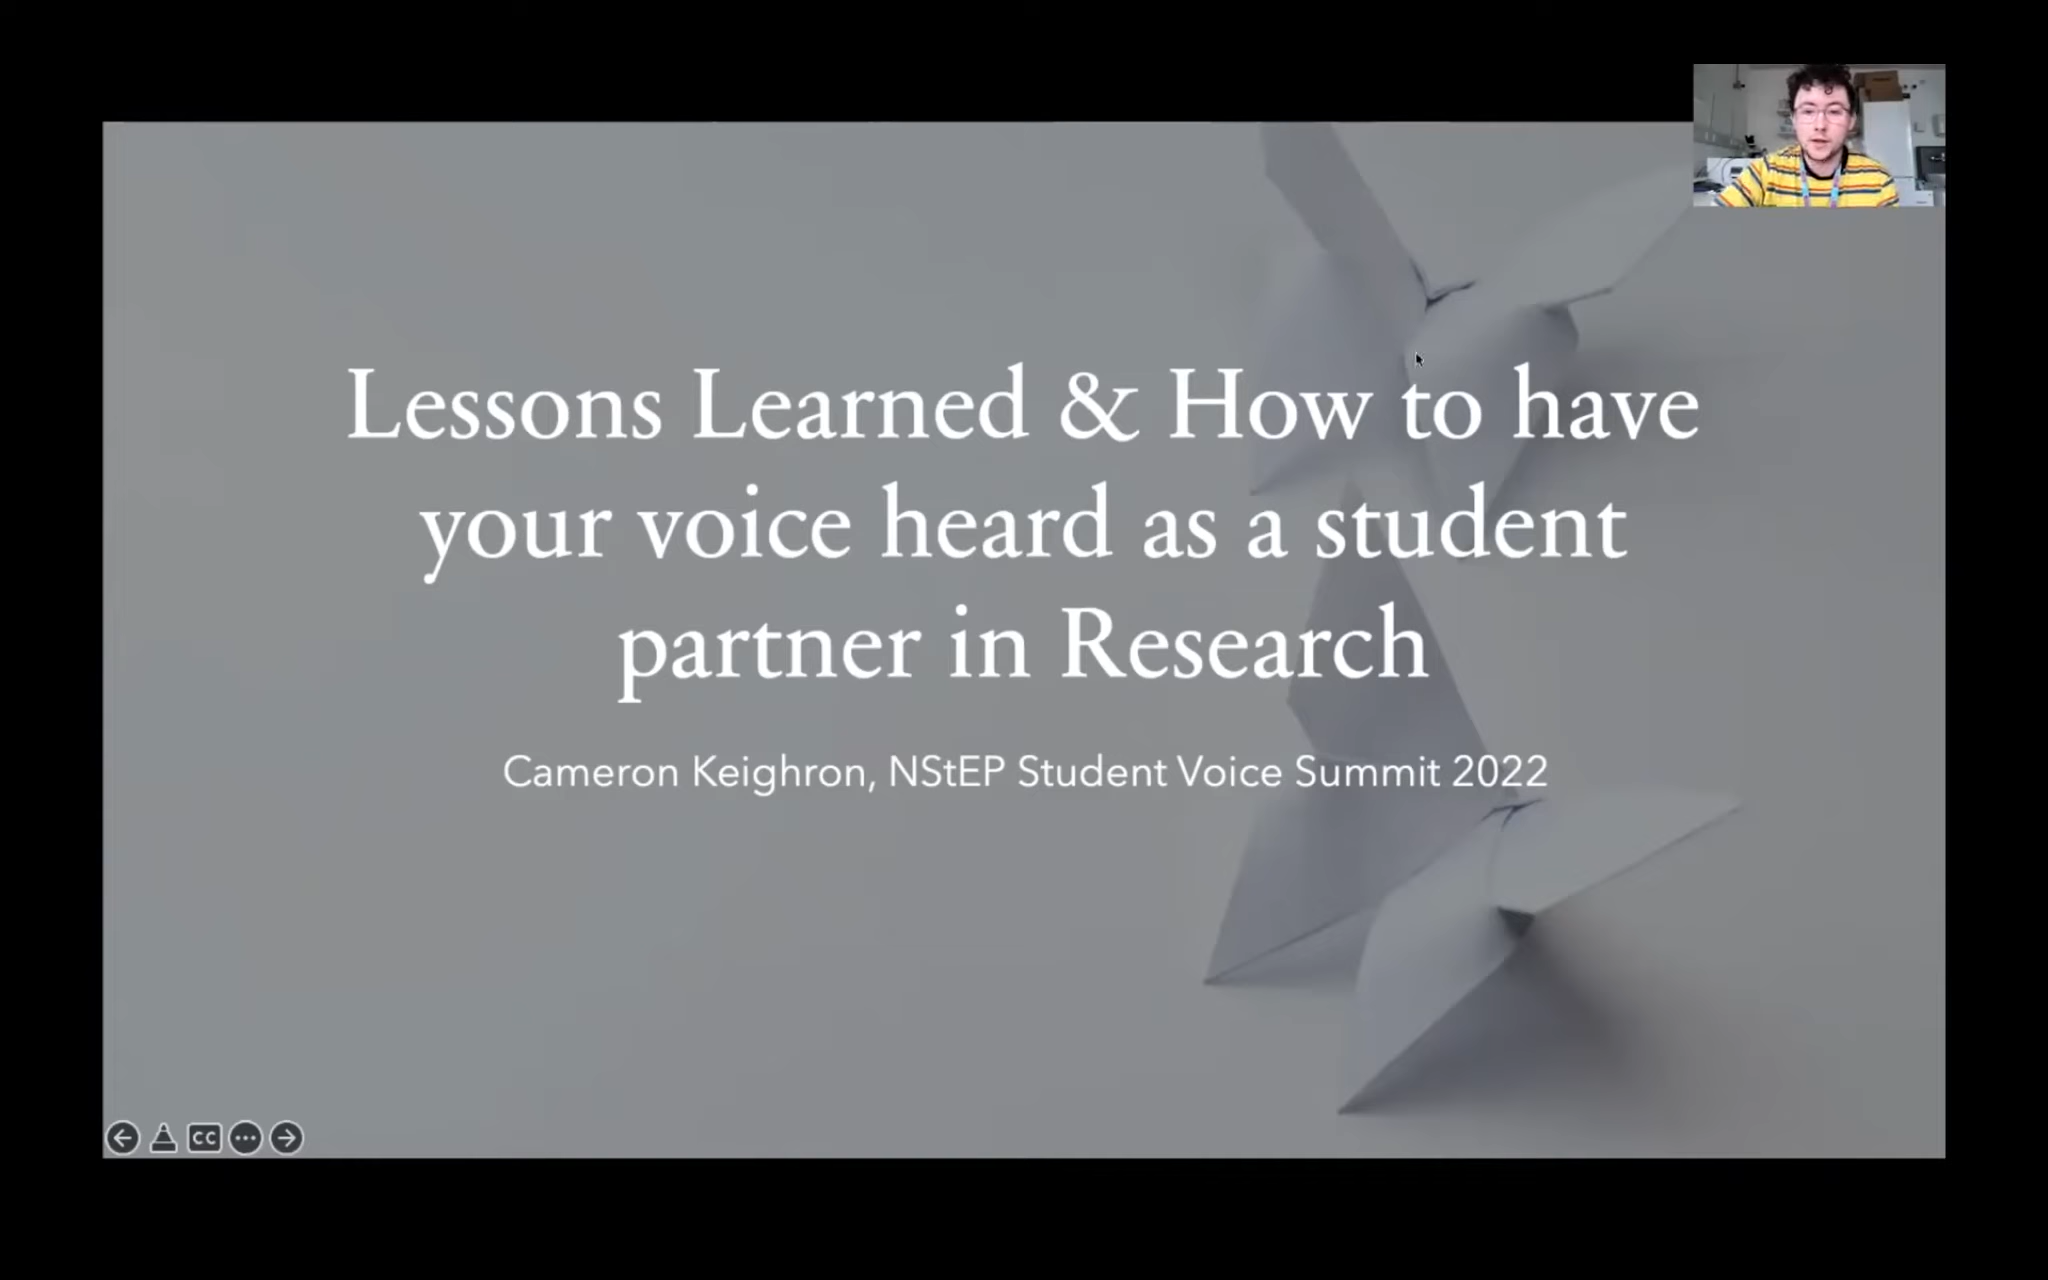 Lessons Learned & How to have
your voice heard as a student
partner in Research
Cameron Keighron, NStEP Student Voice Summit 2022
CC